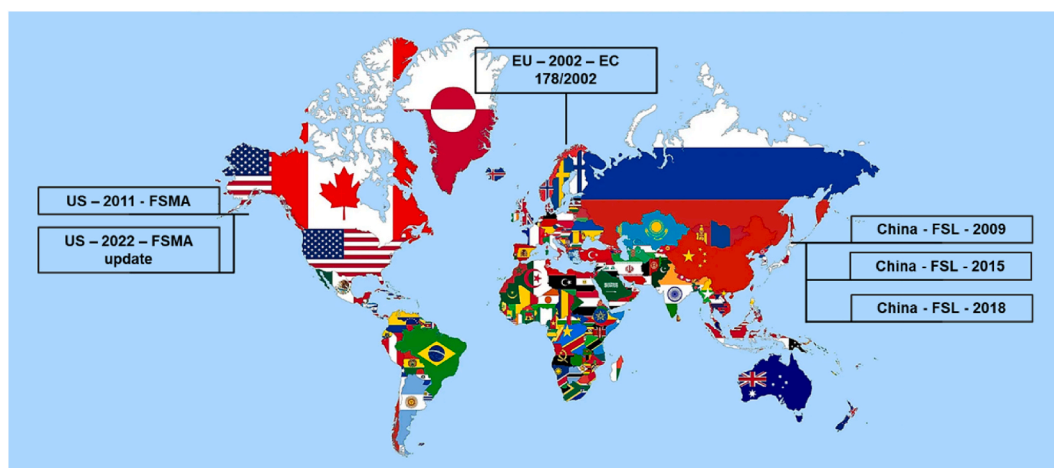 EU – 2002 – EC
178/2002
US – 2011 - FSMA
US – 2022 – FSMA
update
China - FSL - 2009
China - FSL - 2015
China - FSL - 2018